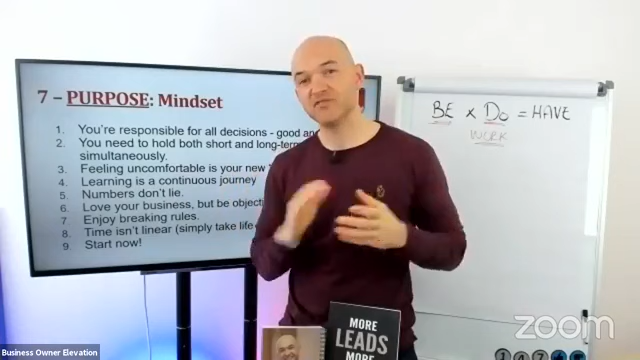 7 – PURPOSE: Mindset
1. You're responsible for all decisions - good and
2. You need to hold both short and long-term
simultaneously.
3. Feeling uncomfortable is your new
4. Learning is a continuous journey
5. Numbers don't lie.
6. Love your business, but be objecti
7. Enjoy breaking rules.
8. Time isn't linear (simply take life
9. Start now!
BE x Do = HAVE
WORK
MORE
LEADS
MORE
Business Owner Elevation
zoom